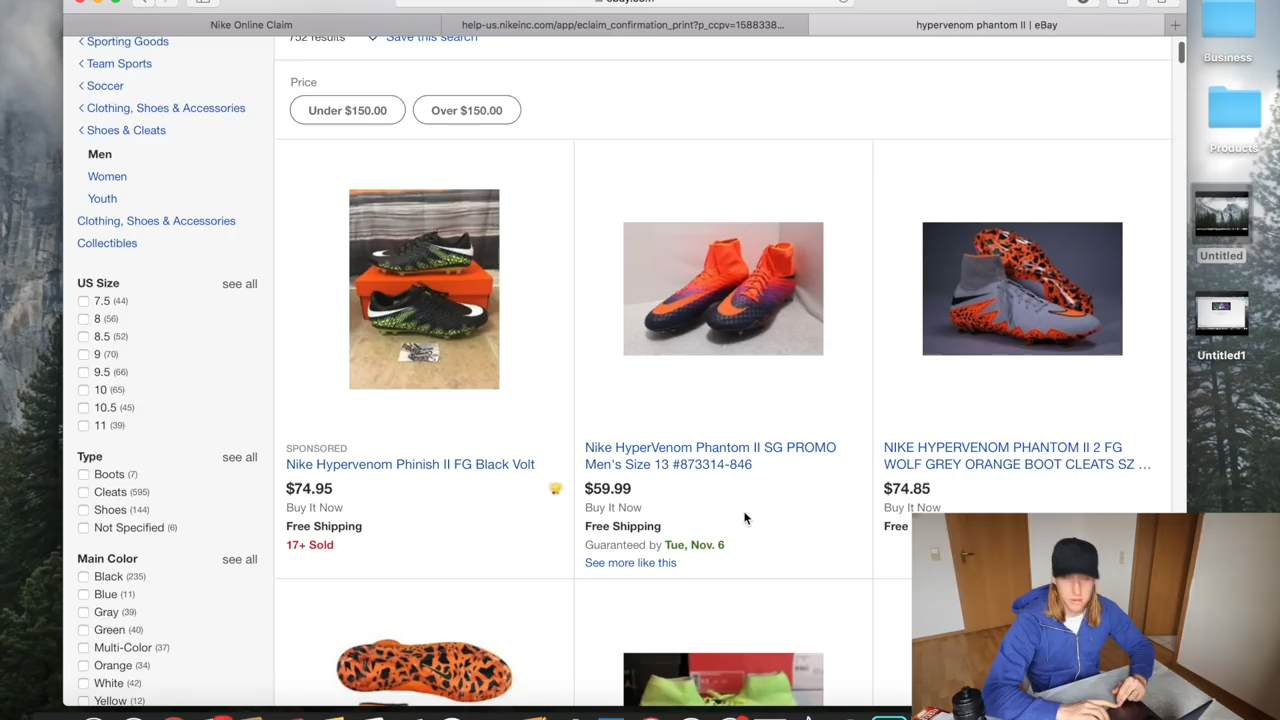 ebay.com
Nike Online Claim
help-us.nikeinc.com/app/eclaim_confirmation_print?p_ccpv=1588338...
hypervenom phantom II | eBay
752 results
Save this search
Sporting Goods
Team Sports
Soccer
Clothing, Shoes & Accessories
Shoes & Cleats
Men
Women
Youth
Clothing, Shoes & Accessories
Collectibles
US Size
see all
7.5 (44)
8 (56)
8.5 (52)
9 (70)
9.5 (66)
10 (65)
10.5 (45)
11 (39)
Type
see all
Boots (7)
Cleats (595)
Shoes (144)
Not Specified (6)
Main Color
see all
Black (235)
Blue (11)
Gray (39)
Green (40)
Multi-Color (37)
Orange (34)
White (42)
Yellow (12)
Price
Under $150.00
Over $150.00
SPONSORED
Nike Hypervenom Phinish II FG Black Volt
$74.95
Buy It Now
Free Shipping
17+ Sold
Nike HyperVenom Phantom II SG PROMO
Men's Size 13 #873314-846
$59.99
Buy It Now
Free Shipping
Guaranteed by Tue, Nov. 6
See more like this
NIKE HYPERVENOM PHANTOM II 2 FG
WOLF GREY ORANGE BOOT CLEATS SZ ...
$74.85
Buy It Now
Free
Business
Products
Untitled
Untitled1